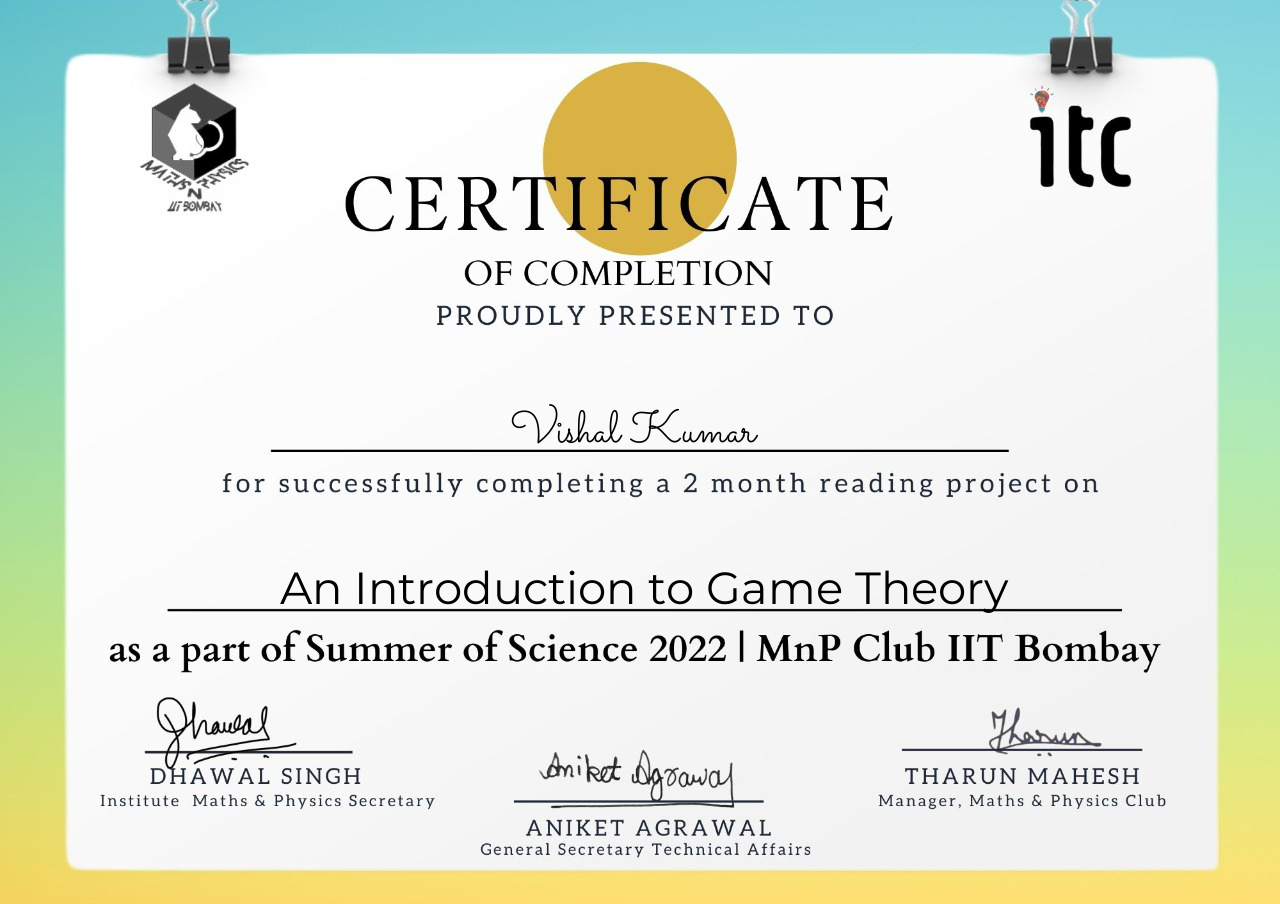 MATHS N PHYSICS
IIT BOMBAY
itc
CERTIFICATE
OF COMPLETION
PROUDLY PRESENTED TO
Vishal Kumar
for successfully completing a 2 month reading project on
An Introduction to Game Theory
as a part of Summer of Science 2022 | MnP Club IIT Bombay
Dhawal
DHAWAL SINGH
Institute Maths & Physics Secretary
Aniket Agrawal
ANIKET AGRAWAL
General Secretary Technical Affairs
Tharun
THARUN MAHESH
Manager, Maths & Physics Club